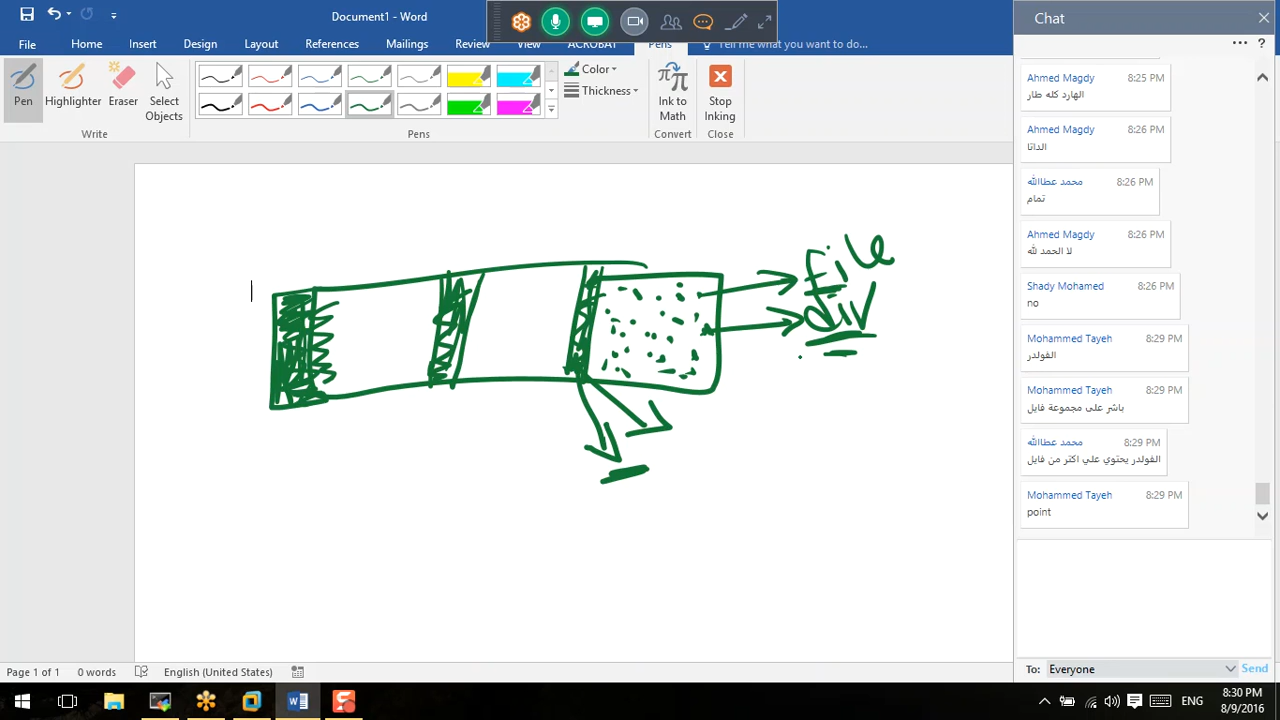 Document1 - Word
File
Home
Insert
Design
Layout
References
Mailings
Review
View
ACROBAT
Pens
Tell me what you want to do...
Pen
Highlighter
Eraser
Select
Objects
Color
Thickness
Ink to
Math
Stop
Inking
Write
Pens
Convert
Close
file
div
Chat
Ahmed Magdy 8:25 PM
الهارد كله طار
Ahmed Magdy 8:26 PM
الداتا
محمد عطاالله 8:26 PM
تمام
Ahmed Magdy 8:26 PM
لا الحمد لله
Shady Mohamed 8:26 PM
no
Mohammed Tayeh 8:29 PM
الفولدر
Mohammed Tayeh 8:29 PM
باشر على مجموعة فايل
محمد عطاالله 8:29 PM
الفولدر يحتوي علي اكثر من فايل
Mohammed Tayeh 8:29 PM
point
To: Everyone Send
Page 1 of 1 0 words English (United States)
ENG
8:30 PM
8/9/2016